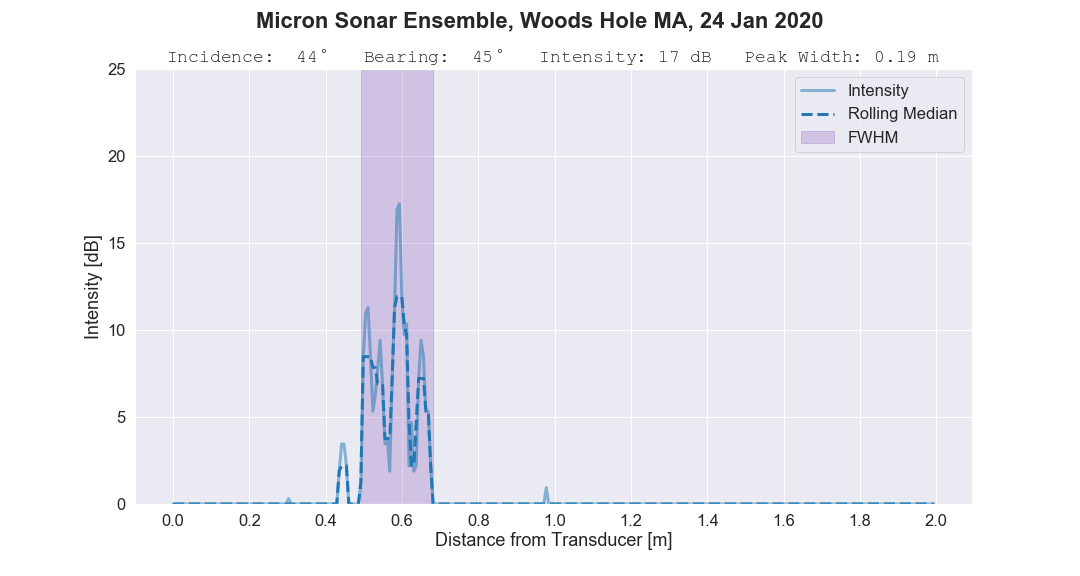 Micron Sonar Ensemble, Woods Hole MA, 24 Jan 2020
Incidence:  44°   Bearing:  45°   Intensity: 17 dB   Peak Width: 0.19 m
25
20
15
10
5
0
Intensity [dB]
Intensity
Rolling Median
FWHM
0.0 0.2 0.4 0.6 0.8 1.0 1.2 1.4 1.6 1.8 2.0
Distance from Transducer [m]